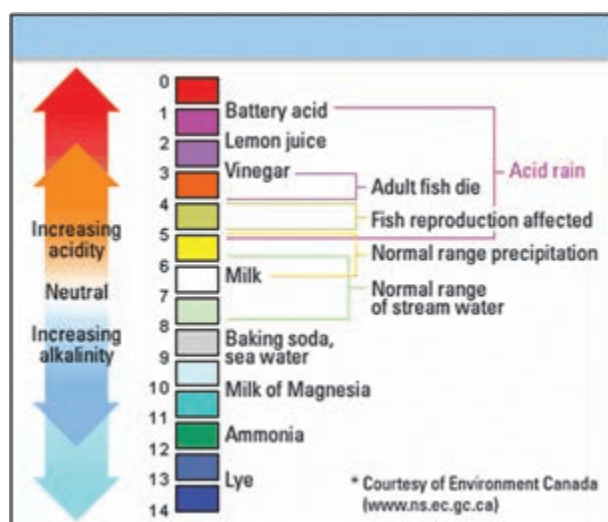 0
1
Battery acid
2
Lemon juice
Acid rain
3
Vinegar
Adult fish die
4
Increasing
acidity
Fish reproduction affected
5
Normal range precipitation
6
Milk
Neutral
7
Normal range
of stream water
8
Increasing
alkalinity
Baking soda,
sea water
9
10
Milk of Magnesia
11
Ammonia
12
13
Lye
14
* Courtesy of Environment Canada
(www.ns.ec.gc.ca)